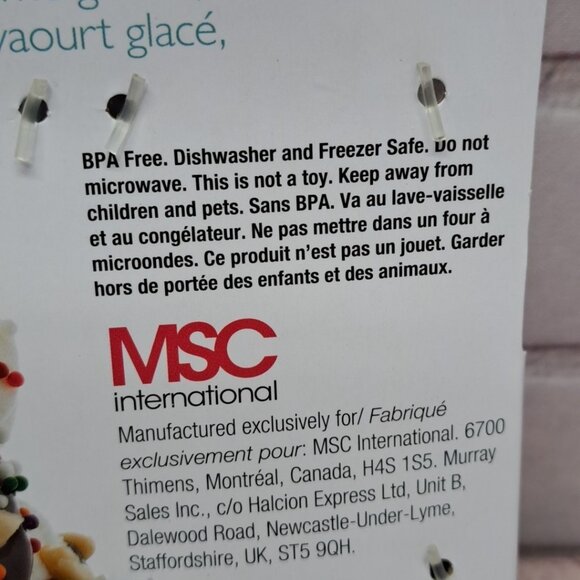 yaourt glacé,
BPA Free. Dishwasher and Freezer Safe. Do not
microwave. This is not a toy. Keep away from
children and pets. Sans BPA. Va au lave-vaisselle
et au congélateur. Ne pas mettre dans un four à
microondes. Ce produit n'est pas un jouet. Garder
hors de portée des enfants et des animaux.
MSC
international
Manufactured exclusively for/ Fabriqué
exclusivement pour: MSC International. 6700
Thimens, Montréal, Canada, H4S 1S5. Murray
Sales Inc., c/o Halcion Express Ltd, Unit B,
Dalewood Road, Newcastle-Under-Lyme,
Staffordshire, UK, ST5 9QH.